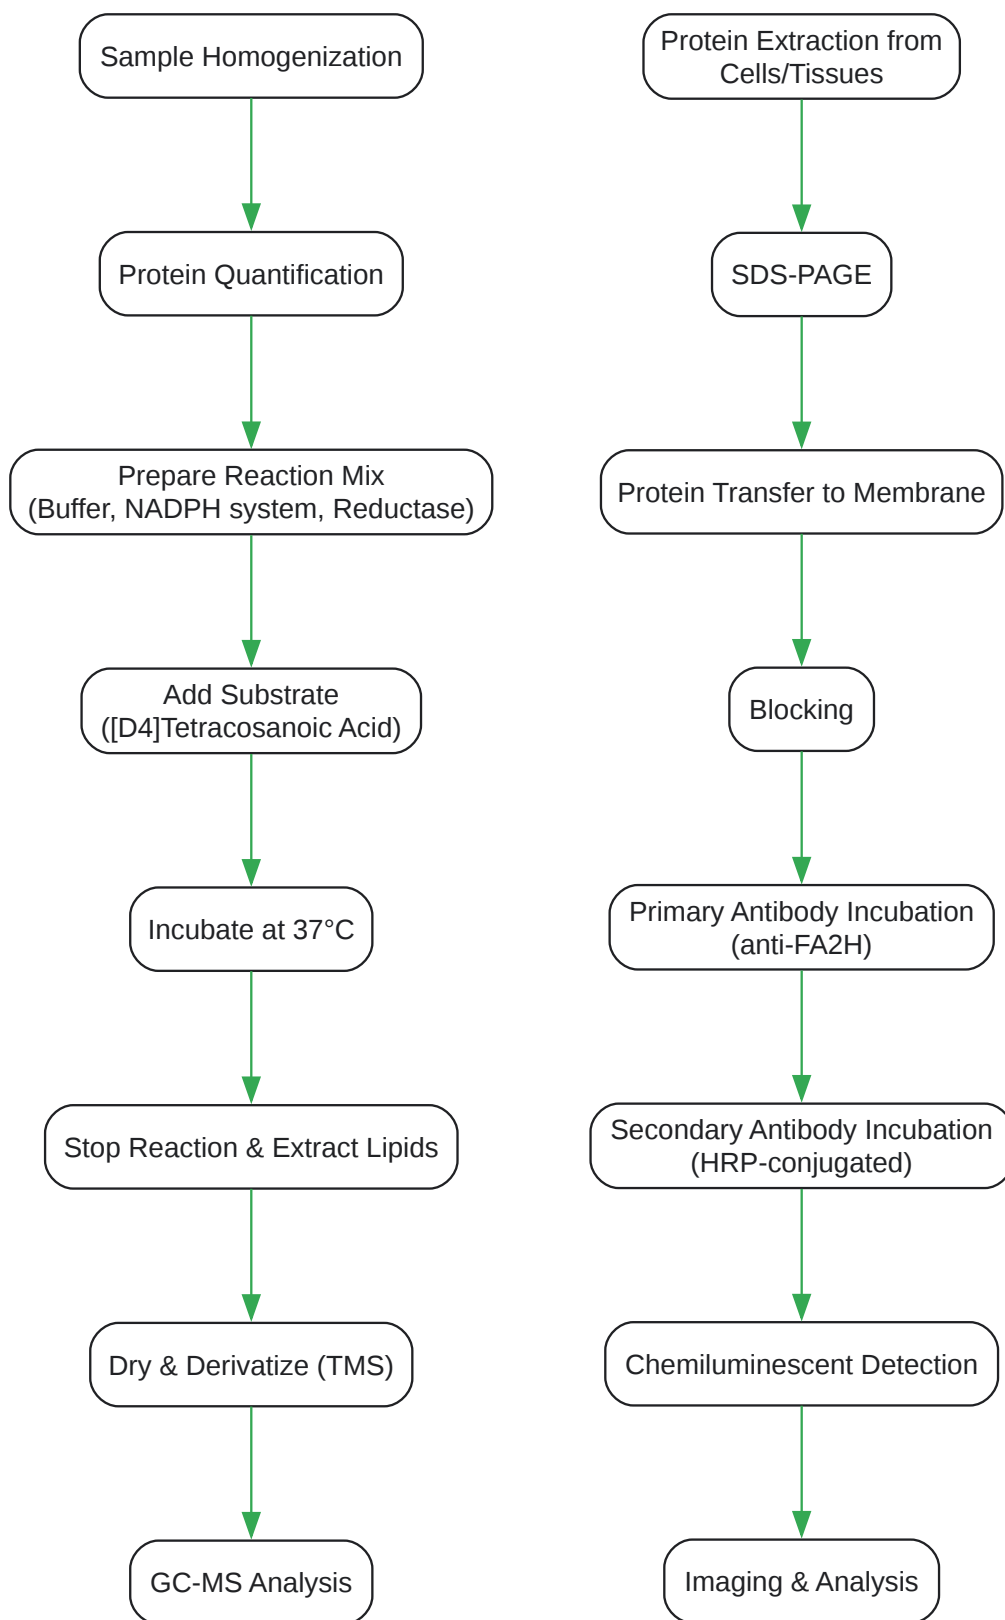 Sample Homogenization
Protein Quantification
Prepare Reaction Mix
(Buffer, NADPH system, Reductase)
Add Substrate
([D4]Tetracosanoic Acid)
Incubate at 37°C
Stop Reaction & Extract Lipids
Dry & Derivatize (TMS)
GC-MS Analysis
Protein Extraction from
Cells/Tissues
SDS-PAGE
Protein Transfer to Membrane
Blocking
Primary Antibody Incubation
(anti-FA2H)
Secondary Antibody Incubation
(HRP-conjugated)
Chemiluminescent Detection
Imaging & Analysis